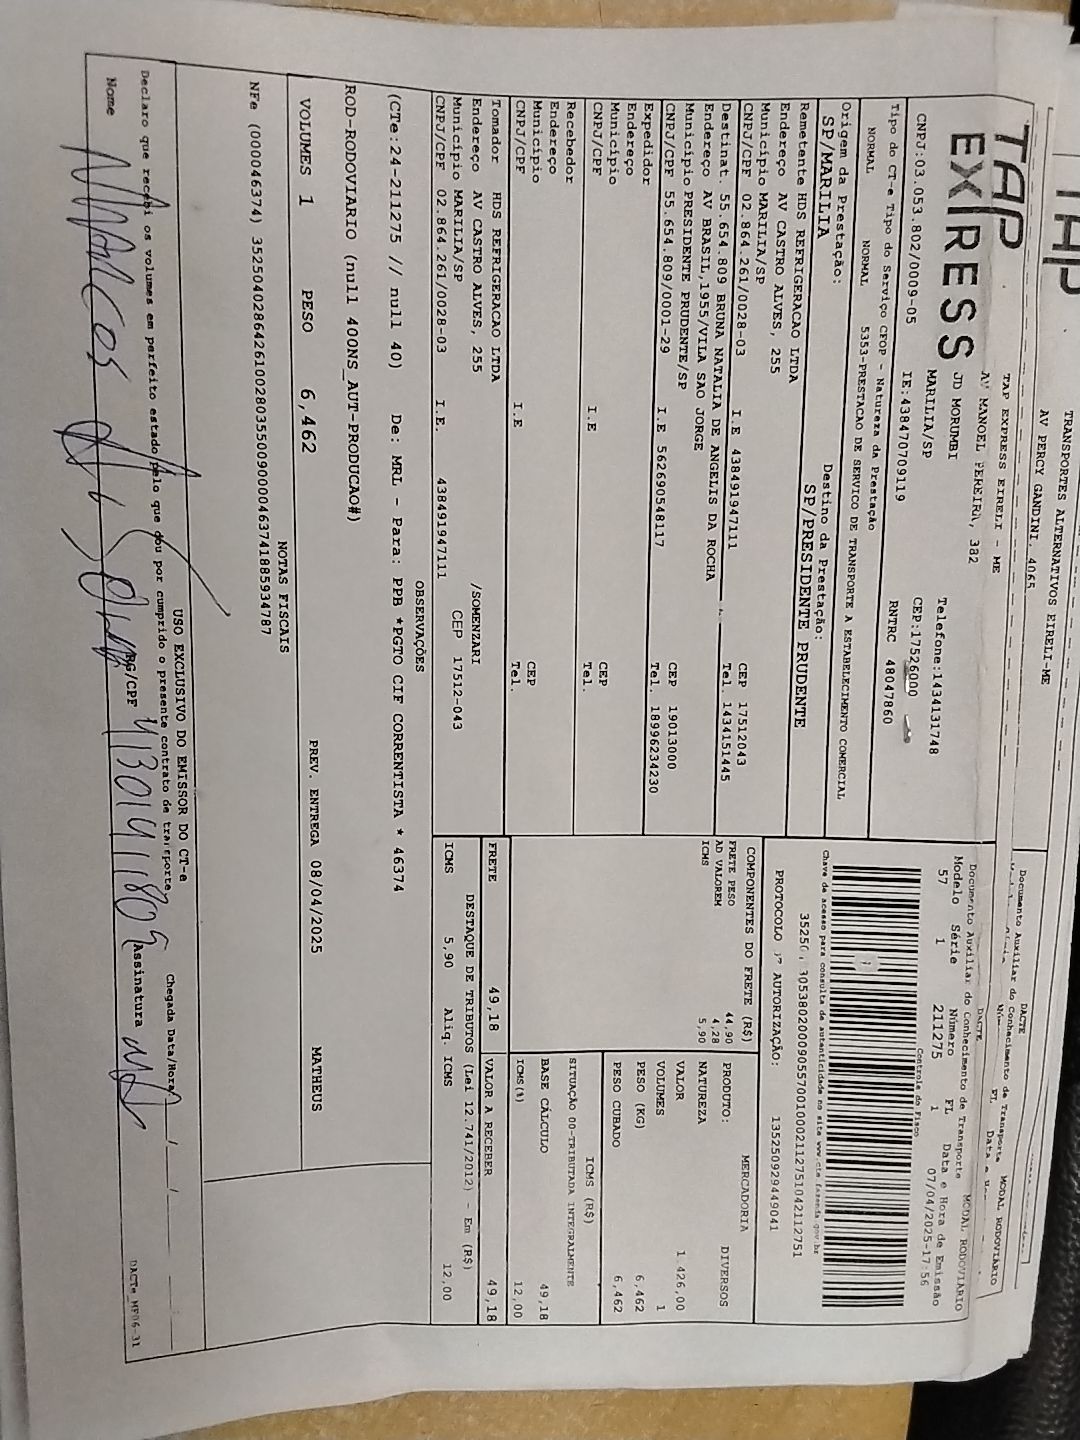 TAP
TRANSPORTES ALTERNATIVOS EIRELI-ME
AV PERCY GANDINI, 4065
DACTE
Documento Auxiliar do Conhecimento de Transporte MODAL RODOVIARIO
TAP EXPRESS
TAP EXPRESS EIRELI - ME
AV MANOEL PEREIRA, 382
JD MORUMBI
MARILIA/SP
Telefone:1434131748
CEP:17526000
CNPJ:03.053.802/0009-05 IE:438470709119 RNTRC 48047860
DACTE
Documento Auxiliar do Conhecimento de Transporte MODAL RODOVIARIO
Modelo Série Número FL Data e Hora de Emissão
57 1 211275 1 07/04/2025-17:56
Controle do Fisco
Chave de acesso para consulta de autenticidade no site www.cte.fazenda.gov.br
PROTOCOLO DE AUTORIZAÇÃO: 135250929449041
Tipo do CT-e Tipo do Serviço CFOP - Natureza da Prestação
NORMAL NORMAL 5353-PRESTACAO DE SERVICO DE TRANSPORTE A ESTABELECIMENTO COMERCIAL
Origem da Prestação: Destino da Prestação:
SP/MARILIA SP/PRESIDENTE PRUDENTE
Remetente HDS REFRIGERACAO LTDA
Endereço AV CASTRO ALVES, 255
Município MARILIA/SP CEP 17512043
CNPJ/CPF 02.864.261/0028-03 I.E 438491947111 Tel. 1434151445
Destinat. 55.654.809 BRUNA NATALIA DE ANGELIS DA ROCHA
Endereço AV BRASIL,1955/VILA SAO JORGE
Município PRESIDENTE PRUDENTE/SP CEP 19013000
CNPJ/CPF 55.654.809/0001-29 I.E 562690548117 Tel. 18996234230
Expedidor
Endereço
Município CEP
CNPJ/CPF I.E Tel.
Recebedor
Endereço
Município CEP
CNPJ/CPF I.E Tel.
Tomador HDS REFRIGERACAO LTDA
Endereço AV CASTRO ALVES, 255 /SOMENZARI
Município MARILIA/SP CEP 17512-043
CNPJ/CPF 02.864.261/0028-03 I.E. 438491947111
COMPONENTES DO FRETE (R$)
FRETE PESO 44,90
AD VALOREM 4,28
ICMS 5,90
PRODUTO: MERCADORIA
NATUREZA DIVERSOS
VALOR 1.426,00
VOLUMES 1
PESO (KG) 6,462
PESO CUBADO 6,462
ICMS (R$)
SITUAÇÃO 00-TRIBUTADA INTEGRALMENTE
BASE CÁLCULO 49,18
ICMS(%) 12,00
FRETE 49,18 VALOR A RECEBER 49,18
DESTAQUE DE TRIBUTOS (Lei 12.741/2012) - Em (R$)
ICMS 5,90 Aliq. ICMS 12,00
OBSERVAÇÕES
(CTe:24-211275 // null 40) De: MRL - Para: PPB *PGTO CIF CORRENTISTA * 46374
ROD-RODOVIARIO (null 400NS_AUT-PRODUCAO#)
VOLUMES 1 PESO 6,462 PREV. ENTREGA 08/04/2025 MATHEUS
NOTAS FISCAIS
NFe (000046374) 35250402864261002803550090000463741885934787
USO EXCLUSIVO DO EMISSOR DO CT-e
Declaro que recebi os volumes em perfeito estado pelo que dou por cumprido o presente contrato de transporte Chegada Data/Hora
Nome Marcos RG/CPF Assinatura
DACTe_MP06-31